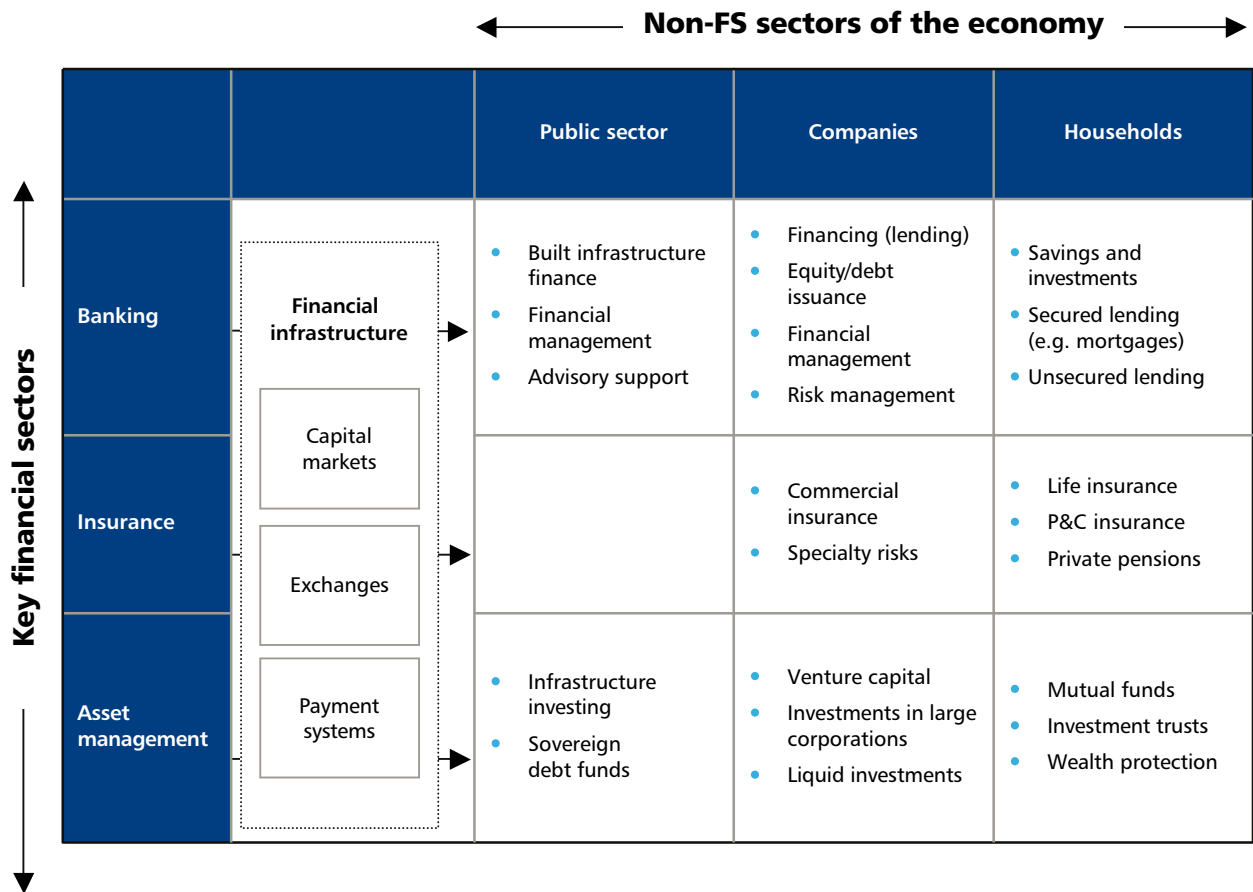 Non-FS sectors of the economy
Key financial sectors
Public sector
Companies
Households
Banking
Financial
infrastructure
Capital
markets
Exchanges
Payment
systems
Built infrastructure
finance
Financial
management
Advisory support
Financing (lending)
Equity/debt
issuance
Financial
management
Risk management
Savings and
investments
Secured lending
(e.g. mortgages)
Unsecured lending
Insurance
Commercial
insurance
Specialty risks
Life insurance
P&C insurance
Private pensions
Asset
management
Infrastructure
investing
Sovereign
debt funds
Venture capital
Investments in large
corporations
Liquid investments
Mutual funds
Investment trusts
Wealth protection